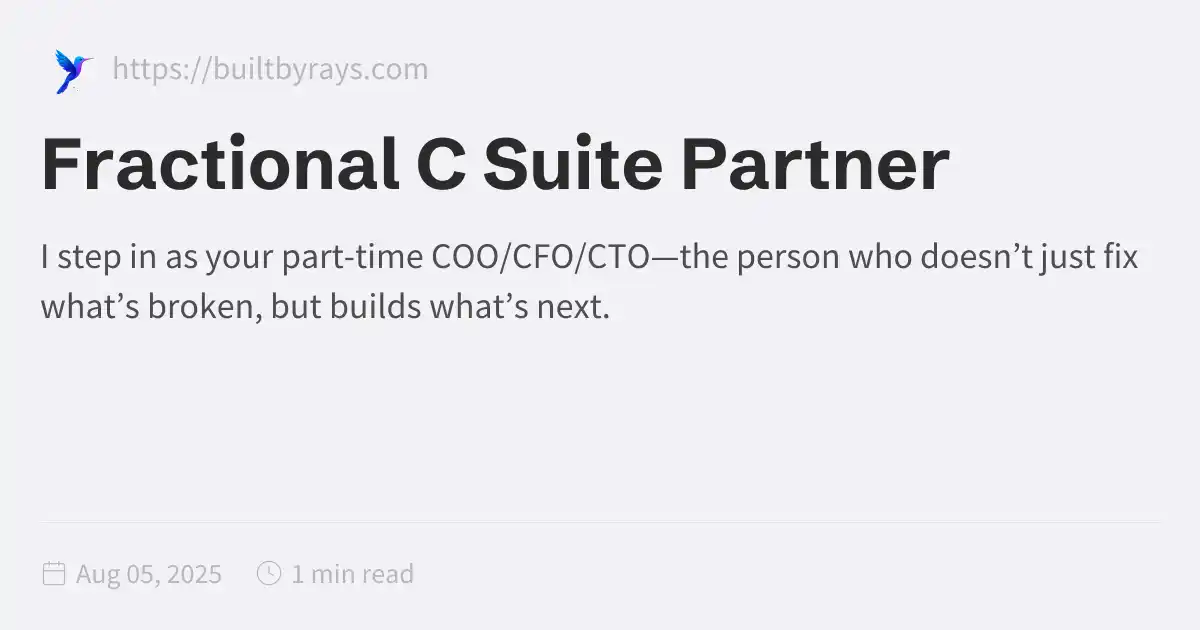 https://builtbyrays.com
Fractional C Suite Partner
I step in as your part-time COO/CFO/CTO—the person who doesn’t just fix
what’s broken, but builds what’s next.
Aug 05, 2025 1 min read